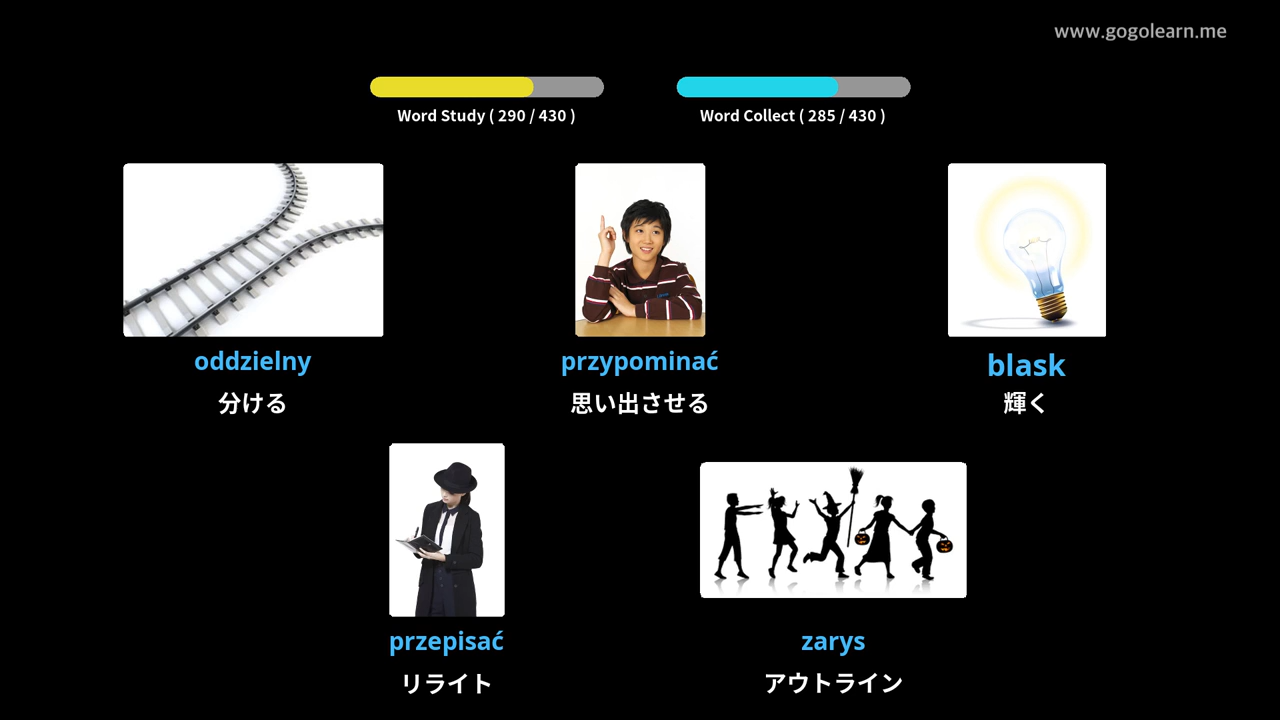 www.gogolearn.me
Word Study ( 290 / 430 )
Word Collect ( 285 / 430 )
oddzielny
分ける
przypominać
思い出させる
blask
輝く
przepisać
リライト
zarys
アウトライン